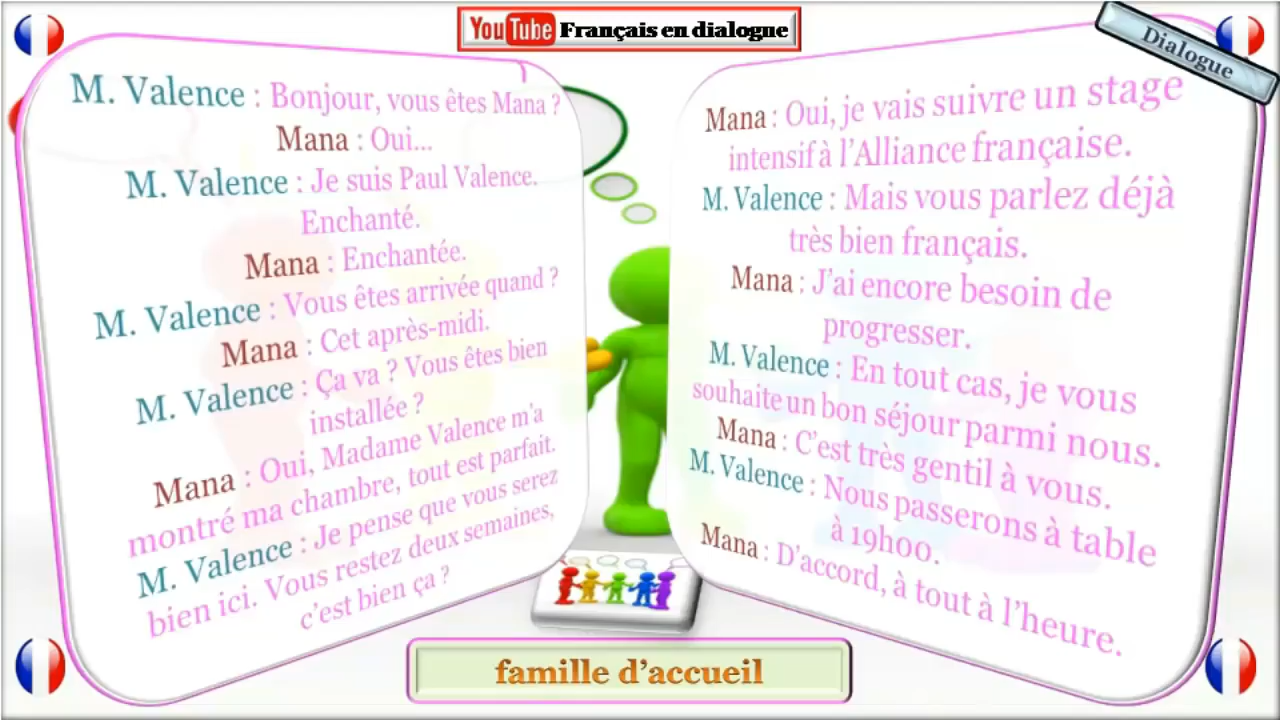 YouTube Français en dialogue
Dialogue
M. Valence : Bonjour, vous êtes Mana ?
Mana : Oui...
M. Valence : Je suis Paul Valence.
Enchanté.
Mana : Enchantée.
M. Valence : Vous êtes arrivée quand ?
Mana : Cet après-midi.
M. Valence : Ça va ? Vous êtes bien
installée ?
Mana : Oui, Madame Valence m'a
montré ma chambre, tout est parfait.
M. Valence : Je pense que vous serez
bien ici. Vous restez deux semaines,
c'est bien ça ?
Mana : Oui, je vais suivre un stage
intensif à l'Alliance française.
M. Valence : Mais vous parlez déjà
très bien français.
Mana : J'ai encore besoin de
progresser.
M. Valence : En tout cas, je vous
souhaite un bon séjour parmi nous.
Mana : C'est très gentil à vous.
M. Valence : Nous passerons à table
à 19h00.
Mana : D'accord, à tout à l'heure.
famille d'accueil